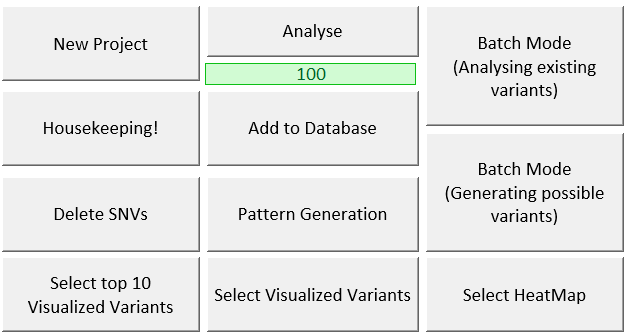 New Project
Analyse
100
Batch Mode
(Analysing existing
variants)
Housekeeping!
Add to Database
Batch Mode
(Generating possible
variants)
Delete SNVs
Pattern Generation
Select top 10
Visualized Variants
Select Visualized Variants
Select HeatMap